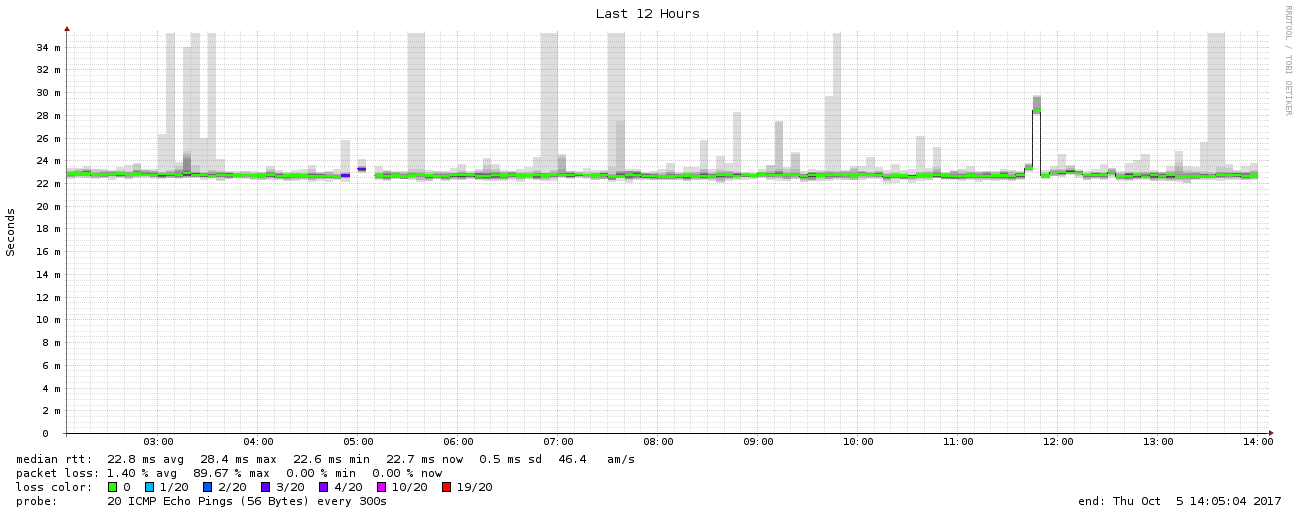 Last 12 Hours
RRDTOOL / TOBI OETIKER
Seconds
34 m
32 m
30 m
28 m
26 m
24 m
22 m
20 m
18 m
16 m
14 m
12 m
10 m
8 m
6 m
4 m
2 m
0
03:00 04:00 05:00 06:00 07:00 08:00 09:00 10:00 11:00 12:00 13:00 14:00
median rtt: 22.8 ms avg 28.4 ms max 22.6 ms min 22.7 ms now 0.5 ms sd 46.4 am/s
packet loss: 1.40 % avg 89.67 % max 0.00 % min 0.00 % now
loss color: 0 1/20 2/20 3/20 4/20 10/20 19/20
probe: 20 ICMP Echo Pings (56 Bytes) every 300s end: Thu Oct 5 14:05:04 2017